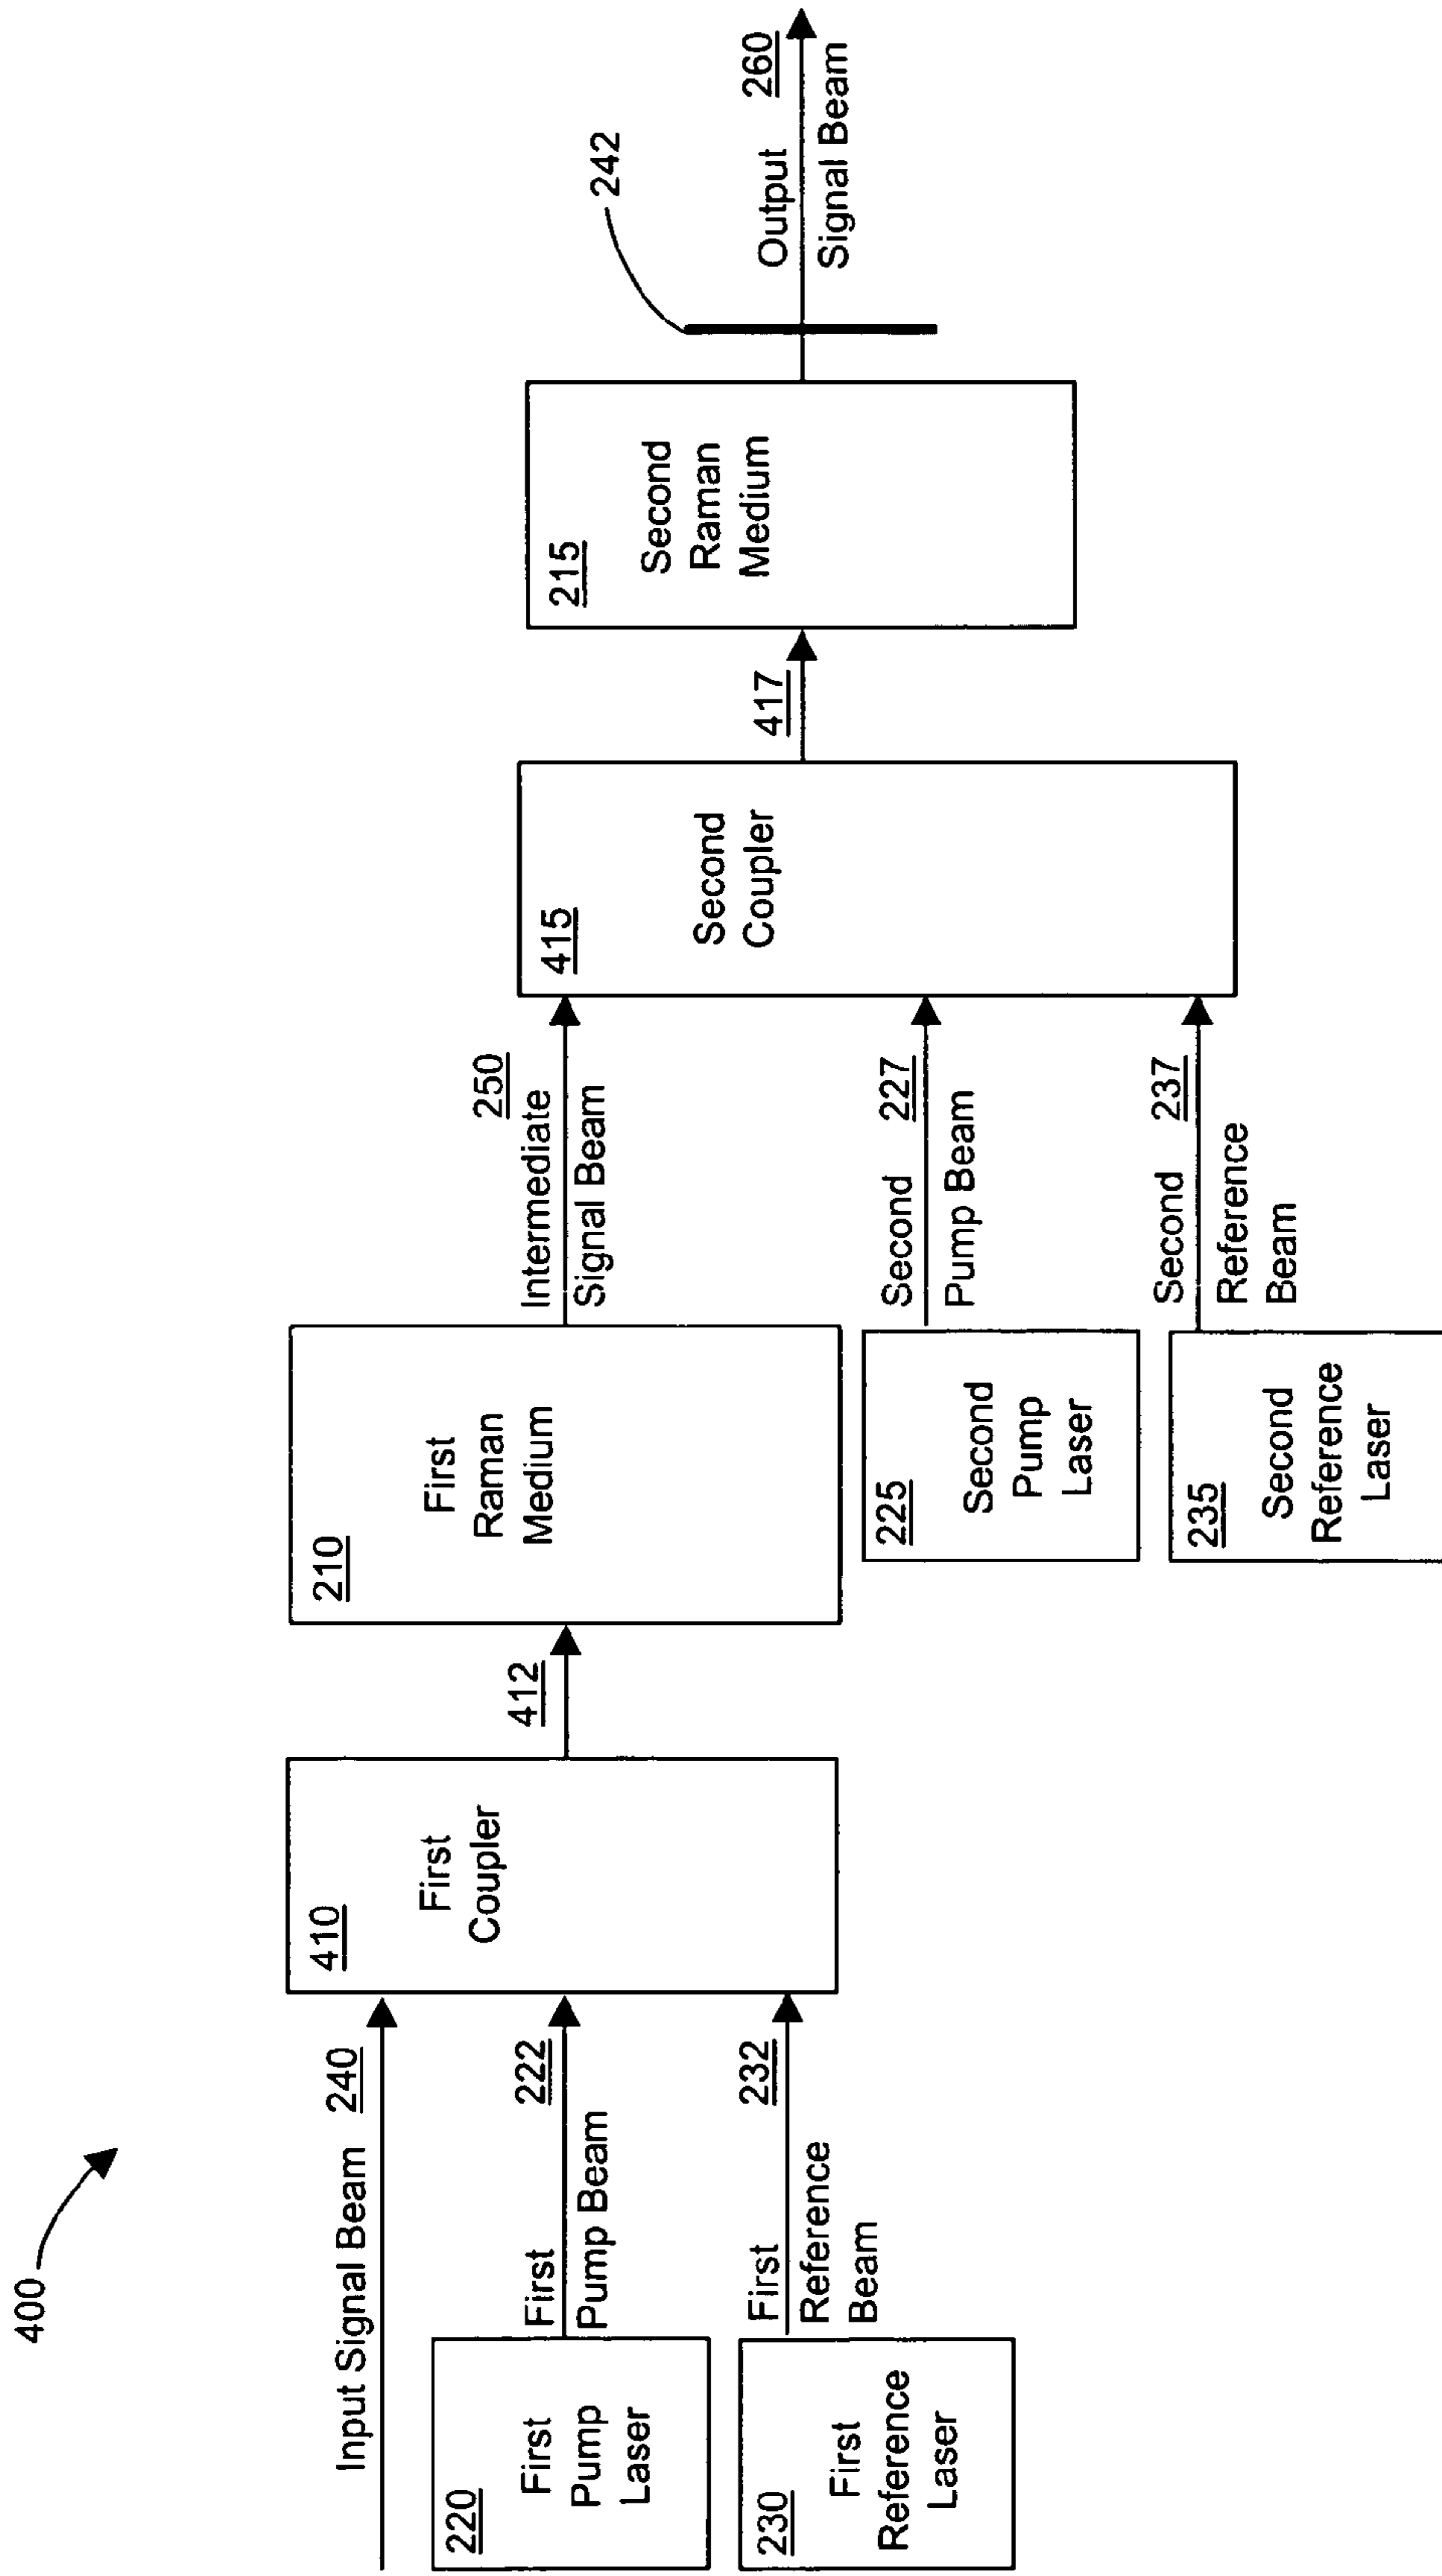 400
Input Signal Beam 240
220
First
Pump
Laser
First
Pump Beam
222
230
First
Reference
Laser
First
Reference
Beam
232
410
First
Coupler
412
210
First
Raman
Medium
250
Intermediate
Signal Beam
225
Second
Pump
Laser
Second
Pump Beam
227
235
Second
Reference
Laser
Second
Reference
Beam
237
415
Second
Coupler
417
215
Second
Raman
Medium
242
260
Output
Signal Beam